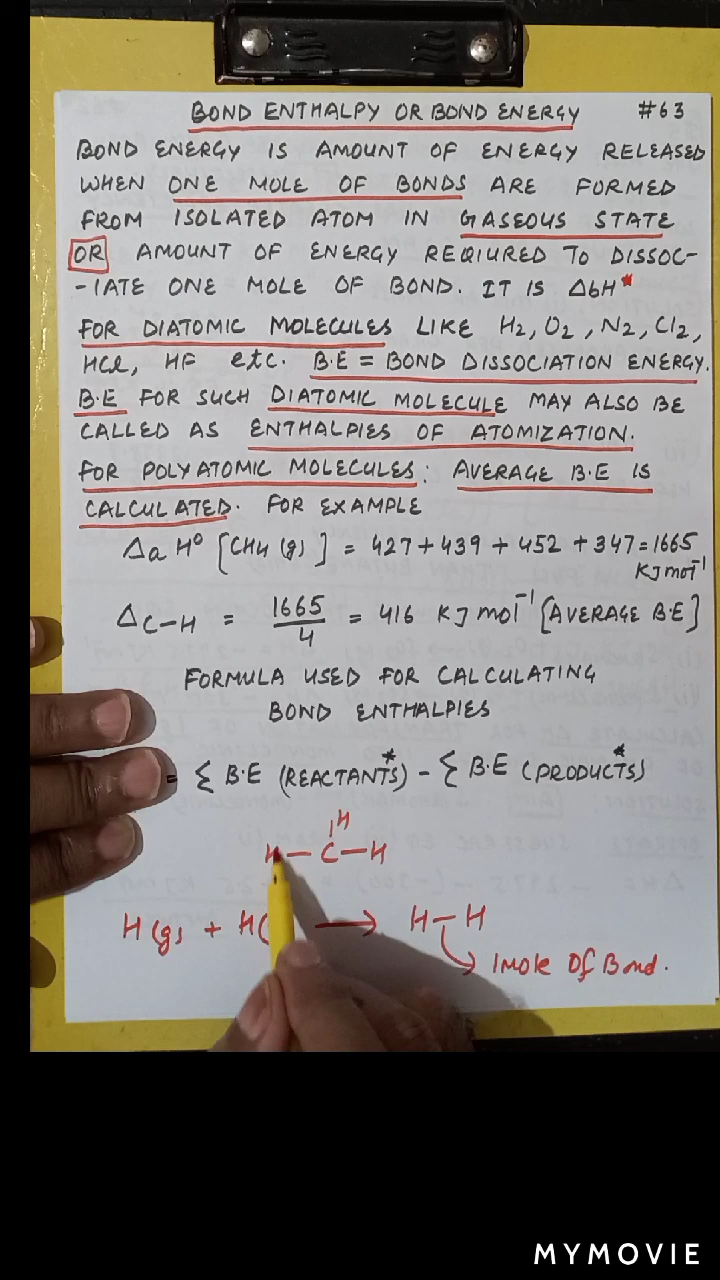 BOND ENTHALPY OR BOND ENERGY #63
BOND ENERGY IS AMOUNT OF ENERGY RELEASED
WHEN ONE MOLE OF BONDS ARE FORMED
FROM ISOLATED ATOM IN GASEOUS STATE
OR AMOUNT OF ENERGY REQIURED TO DISSOC-
-IATE ONE MOLE OF BOND. IT IS ΔbH*
FOR DIATOMIC MOLECULES LIKE H2, O2, N2, Cl2,
HCl, HF etc. B.E = BOND DISSOCIATION ENERGY.
B.E FOR SUCH DIATOMIC MOLECULE MAY ALSO BE
CALLED AS ENTHALPIES OF ATOMIZATION.
FOR POLYATOMIC MOLECULES: AVERAGE B.E IS
CALCULATED. FOR EXAMPLE
ΔaH° [CH4(g)] = 427+439+452+347=1665
KJmol⁻¹
ΔC-H = 1665/4 = 416 KJ mol⁻¹ [AVERAGE B.E]
FORMULA USED FOR CALCULATING
BOND ENTHALPIES
= Σ B.E (REACTANTS*) - Σ B.E (PRODUCTS*)
H
H-C-H
H(g) + H( → H-H
1mole Of Bond.
MYMOVIE